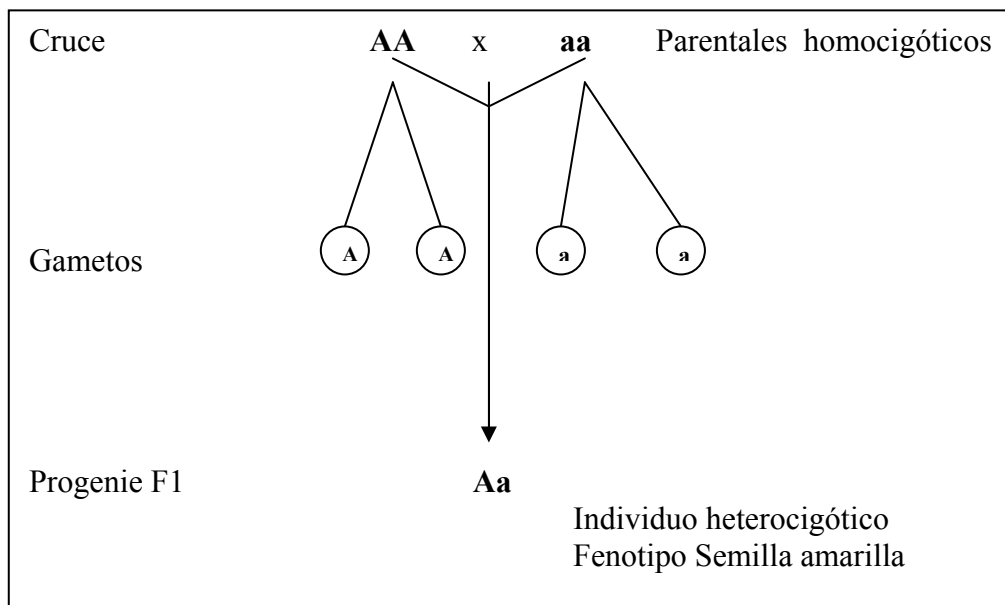 Cruce AA x aa Parentales homocigóticos
Gametos A A a a
Progenie F1 Aa
Individuo heterocigótico
Fenotipo Semilla amarilla